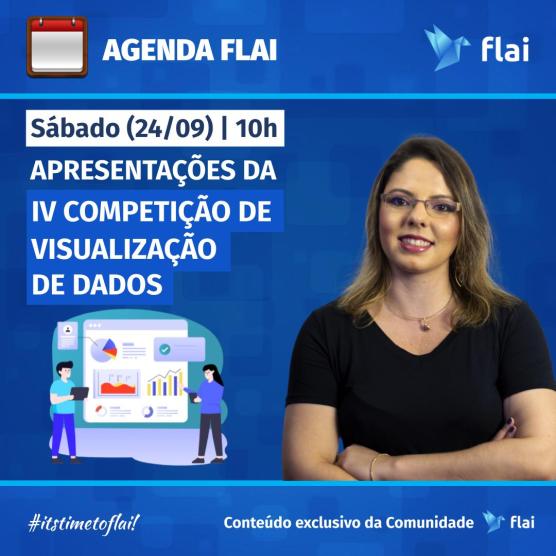 AGENDA FLAI
flai
Sábado (24/09) | 10h
APRESENTAÇÕES DA
IV COMPETIÇÃO DE
VISUALIZAÇÃO
DE DADOS
#itstimetoflai!
Conteúdo exclusivo da Comunidade flai